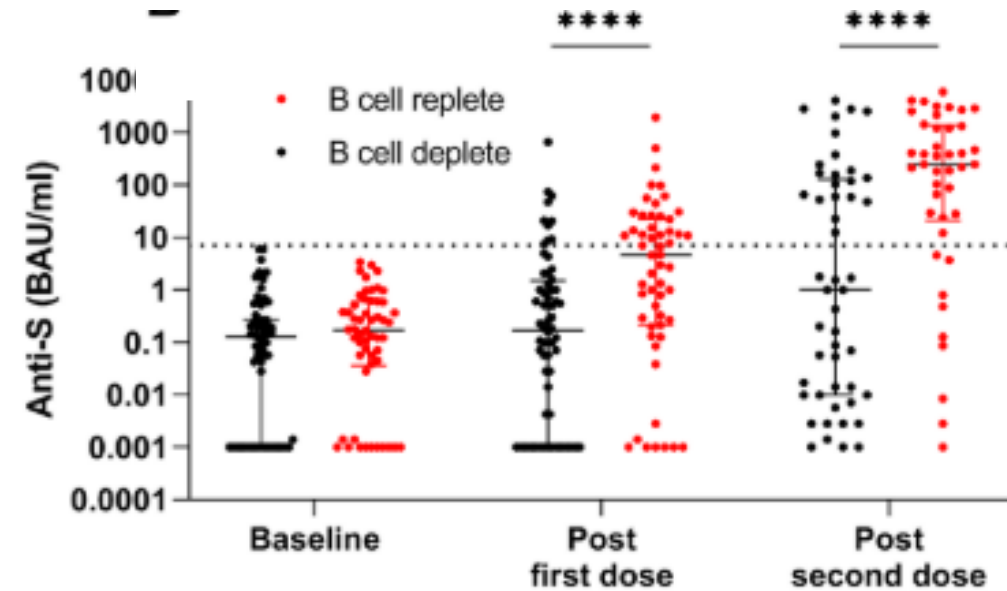 **** ****
100
1000
100
10
1
0.1
0.01
0.001
0.0001
Anti-S (BAU/ml)
B cell replete
B cell deplete
Baseline
Post
first dose
Post
second dose